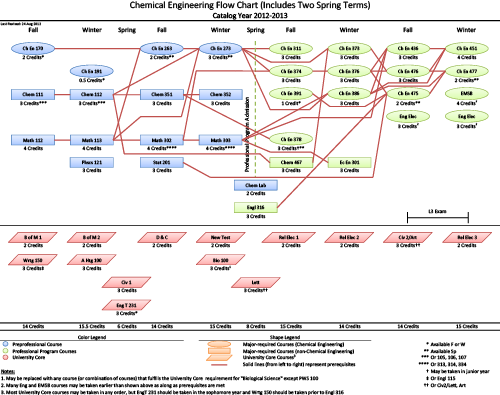 Chemical Engineering Flow Chart (Includes Two Spring Terms)
Catalog Year 2012-2013
Last Revised: 24 Aug 2012
Fall Winter Spring Fall Winter Spring Fall Winter Fall Winter
Ch En 170 Ch En 263 Ch En 273 Ch En 311 Ch En 373 Ch En 436 Ch En 451
2 Credits* 2 Credits** 3 Credits** 3 Credits 3 Credits 3 Credits 4 Credits
Ch En 191 Ch En 374 Ch En 376 Ch En 476 Ch En 477
0.5 Credits* 3 Credits 3 Credits 3 Credits 2 Credits**
Chem 111 Chem 112 Chem 351 Chem 352 Ch En 391 Ch En 386 Ch En 475 EMSB
3 Credits*** 3 Credits*** 3 Credits 3 Credits 1 Credit* 3 Credits 2 Credits** 4 Credits†
Professional Program Admission
Eng Elec Eng Elec
3 Credits† 3 Credits†
Math 112 Math 113 Math 302 Math 303 Ch En 378
4 Credits 4 Credits 4 Credits**** 4 Credits**** 3 Credits***
Phscs 121 Stat 201 Chem 467 Ec En 301
3 Credits 3 Credits 3 Credits 3 Credits
Chem Lab
2 Credits
Engl 316
3 Credits
L3 Exam
B of M 1 B of M 2 D & C New Test Rel Elec 1 Rel Elec 2 Civ 2/Art Rel Elec 3
2 Credits 2 Credits 2 Credits 2 Credits 2 Credits 2 Credits 3 Credits†† 2 Credits
Wrtg 150 A Htg 100 Bio 100
3 Credits‡ 3 Credits 3 Credits
Civ 1 Lett
3 Credits 3 Credits††
Eng T 231
3 Credits*
14 Credits 15.5 Credits 6 Credits 14 Credits 15 Credits 8 Credits 15 Credits 14 Credits 14 Credits 15 Credits
Color Legend Shape Legend
Preprofessional Course
Professional Program Courses
University Core
Major-required Courses (Chemical Engineering)
Major-required Courses (non-Chemical Engineering)
University Core Courses
Solid lines (from left to right) represent prerequisites
* Available F or W
** Available Sp
*** Or 105, 106, 107
**** Or 313, 314, 334
† May be taken in junior year
‡ Or Engl 115
†† Or Civ2/Lett, Art
Notes:
1. May be replaced with any course (or combination of courses) that fulfills the University Core requirement for "Biological Science" except PWS 100
2. Many Eng and EMSB courses may be taken earlier than shown above as long as prerequisites are met
3. Most University Core courses may be taken in any order, but EngT 231 should be taken in the sophomore year and Wrtg 150 should be taken prior to Engl 316